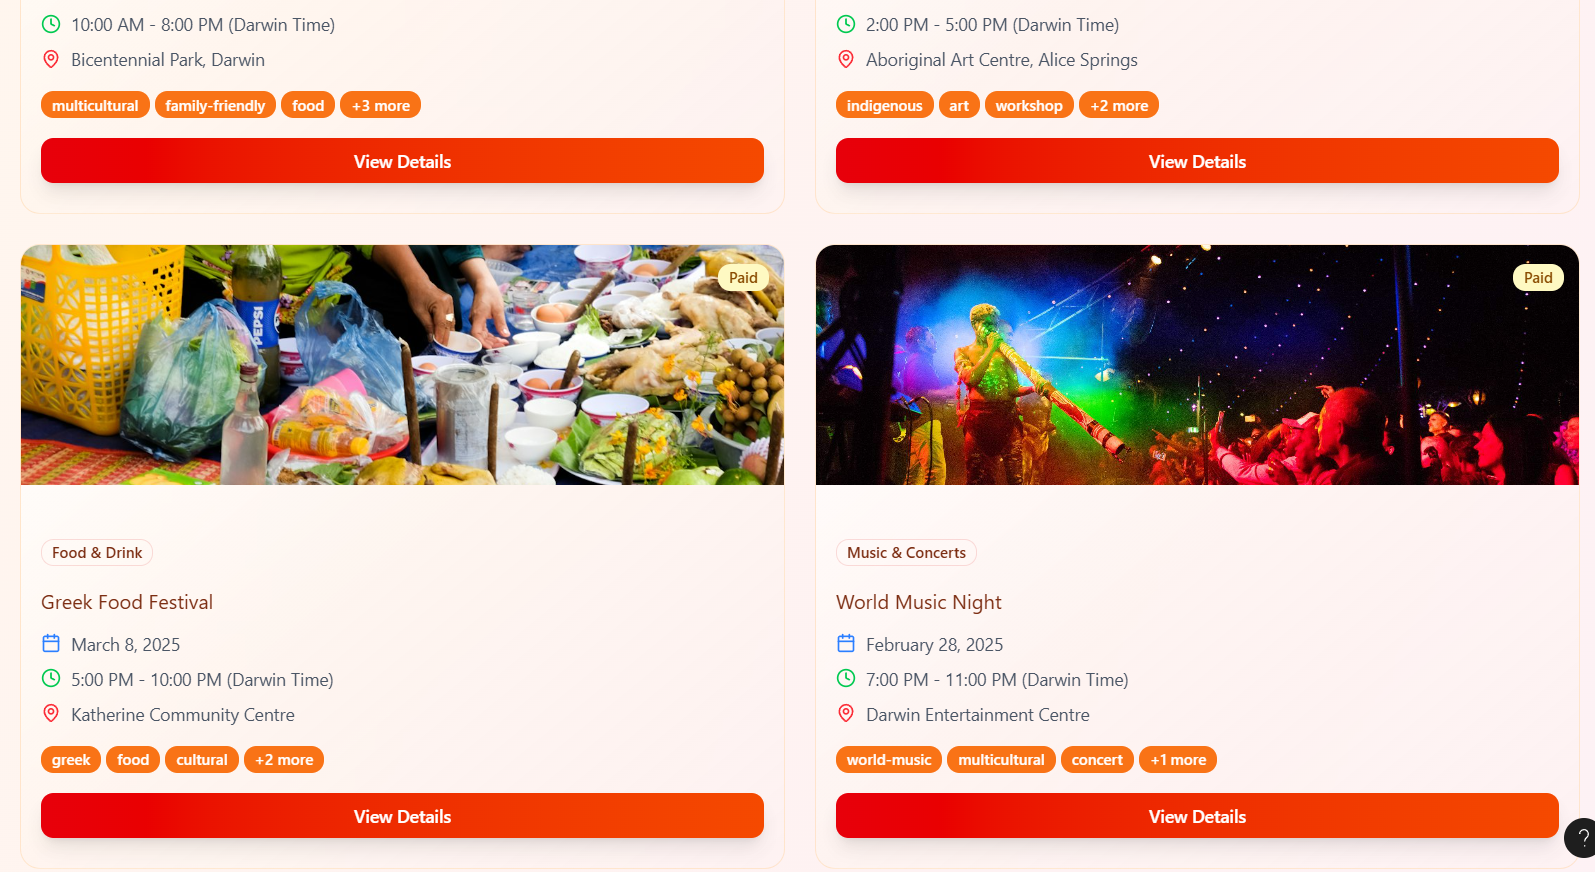 10:00 AM - 8:00 PM (Darwin Time)
Bicentennial Park, Darwin
multicultural family-friendly food +3 more
View Details
2:00 PM - 5:00 PM (Darwin Time)
Aboriginal Art Centre, Alice Springs
indigenous art workshop +2 more
View Details
Paid
PEPSI
Food & Drink
Greek Food Festival
March 8, 2025
5:00 PM - 10:00 PM (Darwin Time)
Katherine Community Centre
greek food cultural +2 more
View Details
Paid
Music & Concerts
World Music Night
February 28, 2025
7:00 PM - 11:00 PM (Darwin Time)
Darwin Entertainment Centre
world-music multicultural concert +1 more
View Details
?